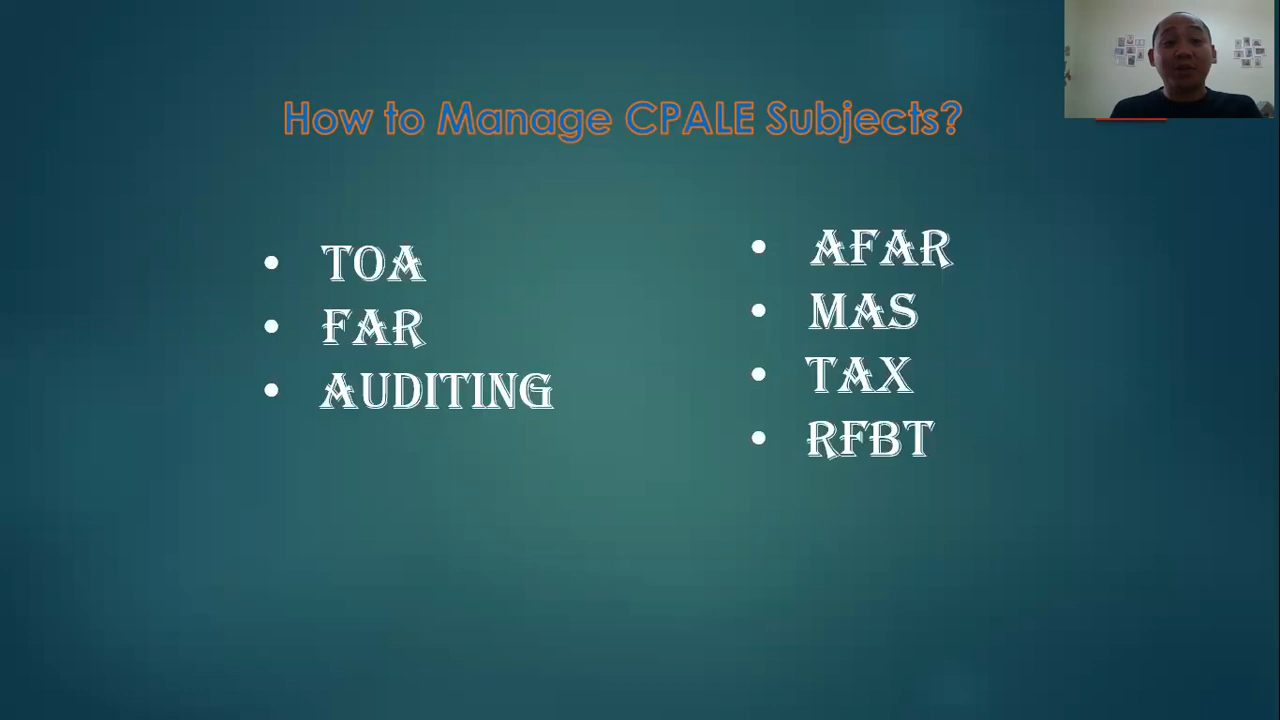 How to Manage CPALE Subjects?
• TOA
• FAR
• AUDITING
• AFAR
• MAS
• TAX
• RFBT